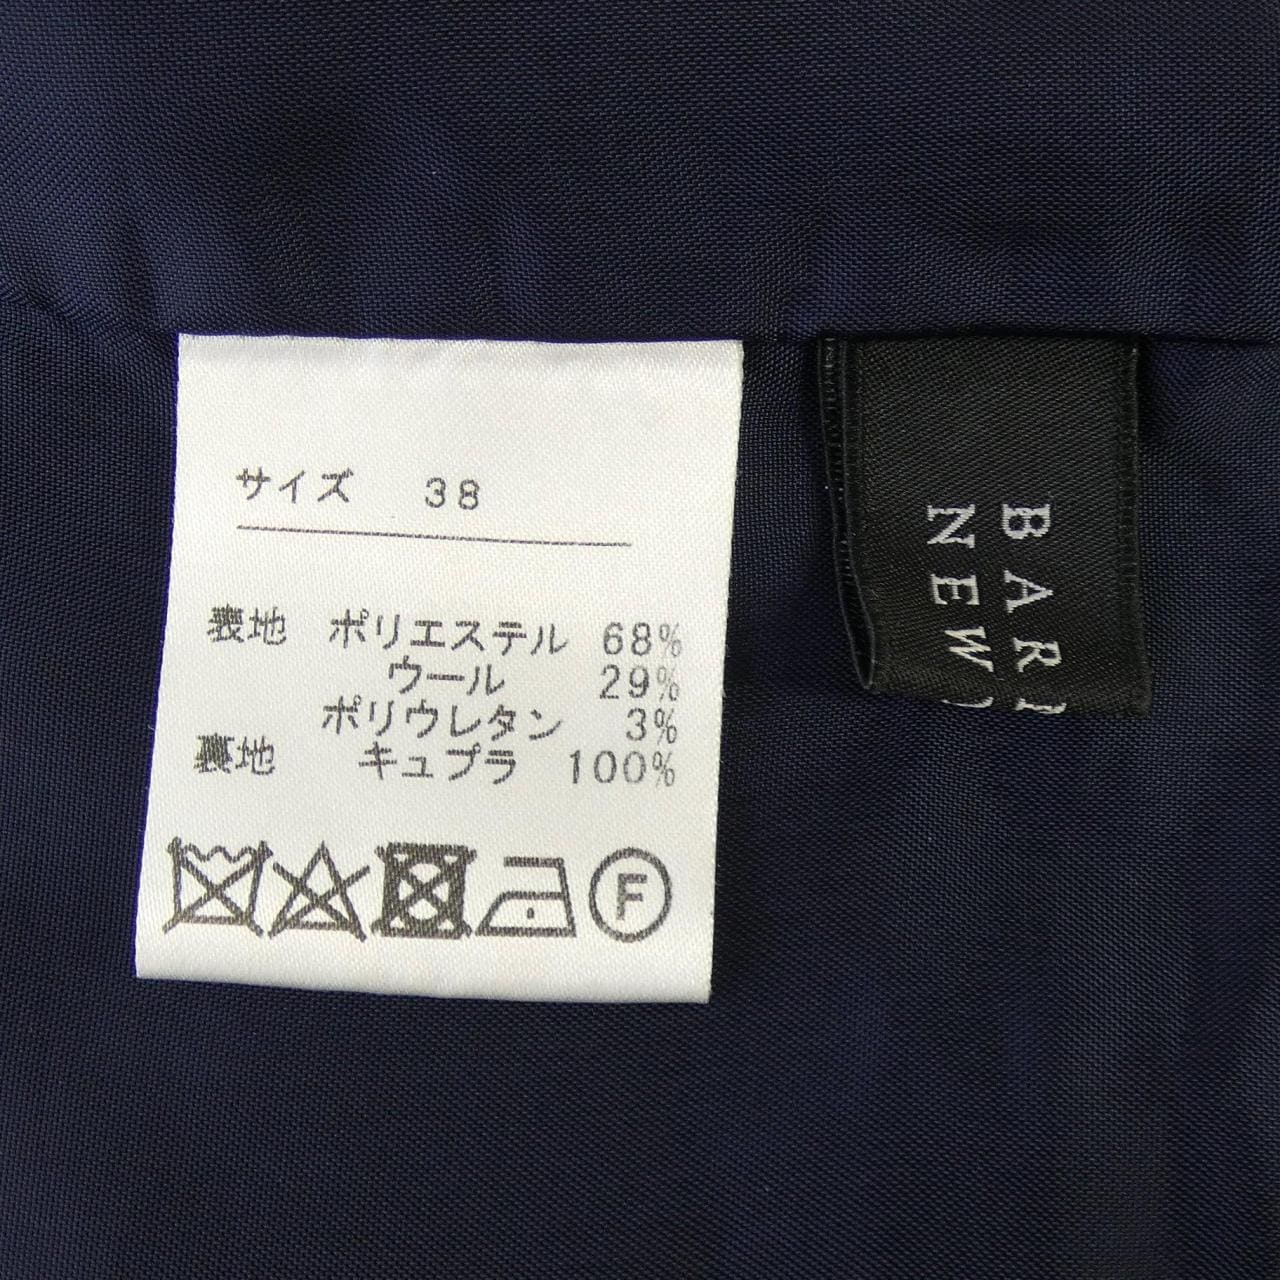 サイズ 38
表地 ポリエステル 68%
ウール 29%
ポリウレタン 3%
裏地 キュプラ 100%
F
BAR
NEW